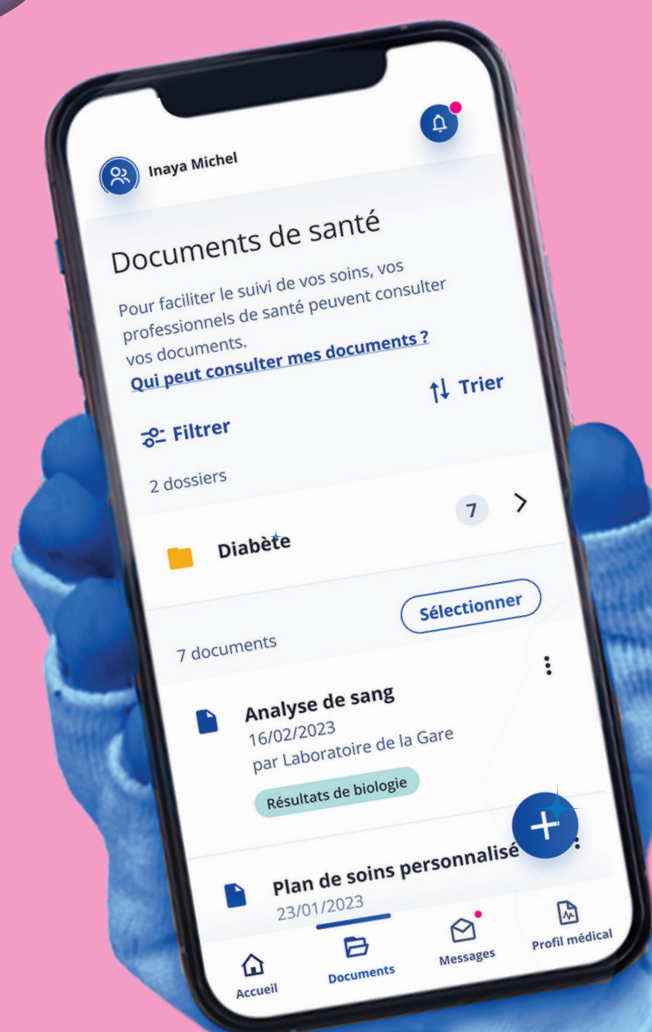 Inaya Michel
Documents de santé
Pour faciliter le suivi de vos soins, vos
professionnels de santé peuvent consulter
vos documents.
Qui peut consulter mes documents ?
Filtrer
Trier
2 dossiers
Diabète
7
7 documents
Sélectionner
Analyse de sang
16/02/2023
par Laboratoire de la Gare
Résultats de biologie
Plan de soins personnalisé
23/01/2023
Accueil
Documents
Messages
Profil médical